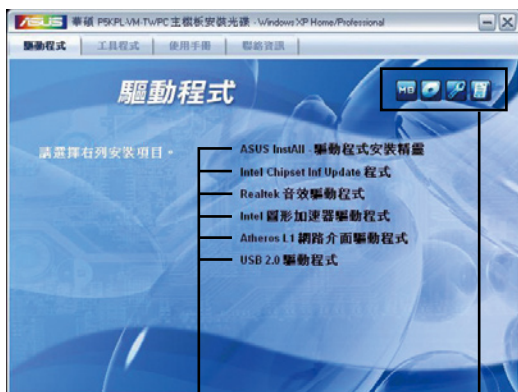 ASUS 華碩 P5KPL-VM-TWPC 主機板安裝光碟 - Windows XP Home/Professional
驅動程式 工具程式 使用手冊 聯絡資訊
驅動程式
MB
請選擇右列安裝項目。
ASUS InstAll - 驅動程式安裝精靈
Intel Chipset Inf Update 程式
Realtek 音效驅動程式
Intel 圖形加速器驅動程式
Atheros L1 網路介面驅動程式
USB 2.0 驅動程式